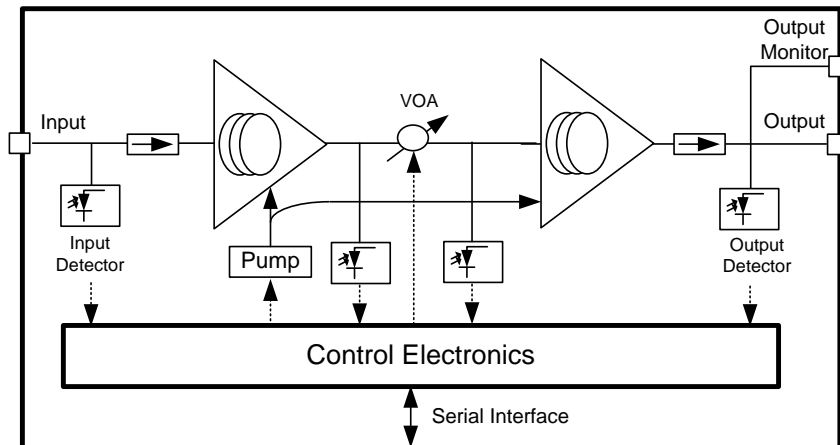 Output
Monitor
Input
VOA
Output
Input
Detector
Pump
Output
Detector
Control Electronics
Serial Interface